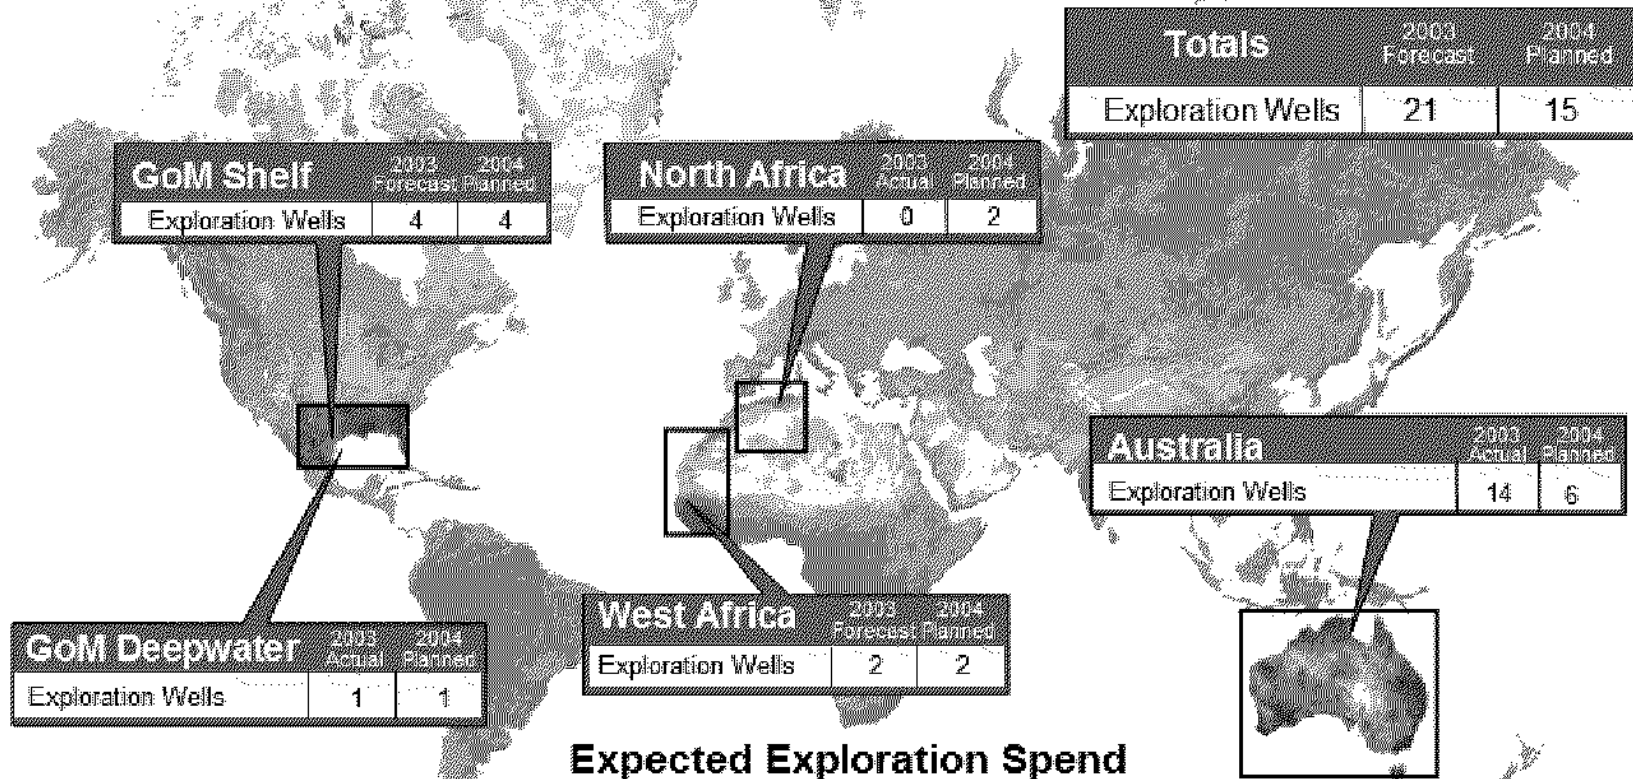 Totals 2003 Forecast 2004 Planned
Exploration Wells 21 15
GoM Shelf 2003 Forecast 2004 Planned
Exploration Wells 4 4
North Africa 2003 Actual 2004 Planned
Exploration Wells 0 2
Australia 2003 Actual 2004 Planned
Exploration Wells 14 6
West Africa 2003 Forecast 2004 Planned
Exploration Wells 2 2
GoM Deepwater 2003 Actual 2004 Planned
Exploration Wells 1 1
Expected Exploration Spend